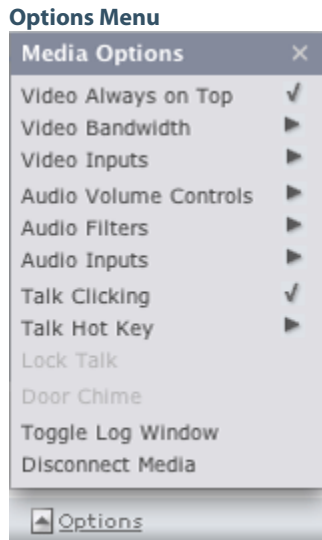 Options Menu
Media Options
Video Always on Top
Video Bandwidth
Video Inputs
Audio Volume Controls
Audio Filters
Audio Inputs
Talk Clicking
Talk Hot Key
Lock Talk
Door Chime
Toggle Log Window
Disconnect Media
Options